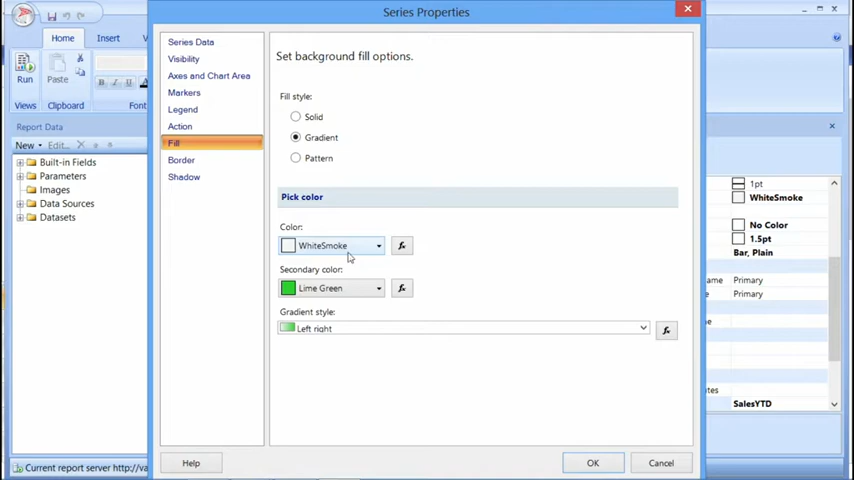 Series Properties
Home
Insert
Run
Paste
Views
Clipboard
Font
Report Data
New
Edit...
Built-in Fields
Parameters
Images
Data Sources
Datasets
Series Data
Visibility
Axes and Chart Area
Markers
Legend
Action
Fill
Border
Shadow
Set background fill options.
Fill style:
Solid
Gradient
Pattern
Pick color
Color:
WhiteSmoke
fx
Secondary color:
Lime Green
fx
Gradient style:
Left right
fx
1pt
WhiteSmoke
No Color
1.5pt
Bar, Plain
Primary
Primary
SalesYTD
Help
OK
Cancel
Current report server http://va